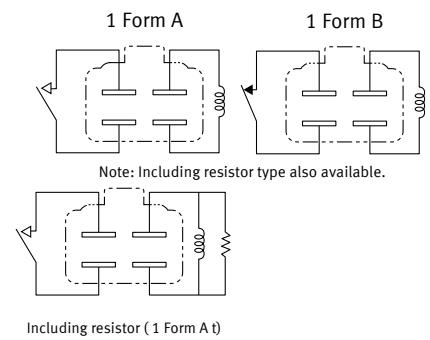 1 Form A
1 Form B
Note: Including resistor type also available.
Including resistor ( 1 Form A t)